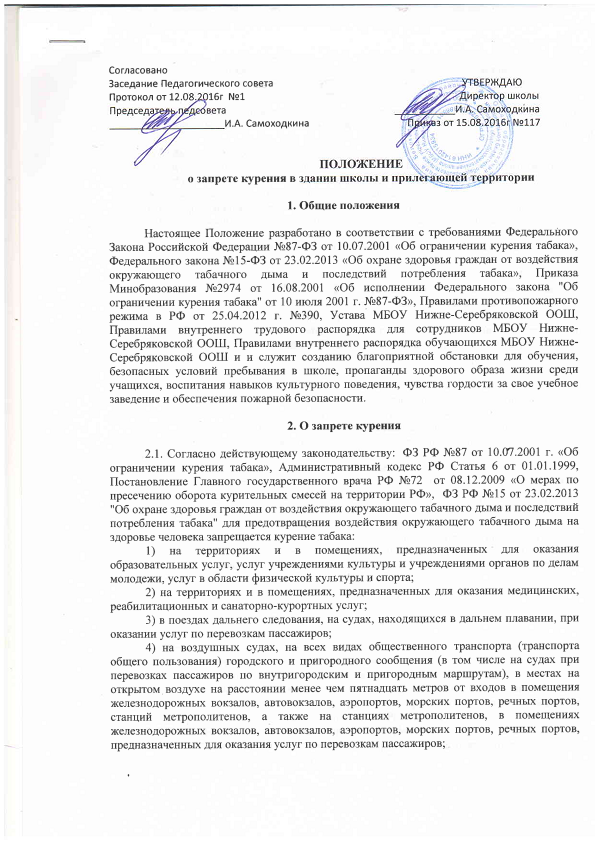 Согласовано
Заседание Педагогического совета УТВЕРЖДАЮ
Протокол от 12.08.2016г №1 Директор школы
Председатель педсовета И.А. Самоходкина
И.А. Самоходкина Приказ от 15.08.2016г №117
ПОЛОЖЕНИЕ
о запрете курения в здании школы и прилегающей территории
1. Общие положения
Настоящее Положение разработано в соответствии с требованиями Федерального
Закона Российской Федерации №87-ФЗ от 10.07.2001 «Об ограничении курения табака»,
Федерального закона №15-ФЗ от 23.02.2013 «Об охране здоровья граждан от воздействия
окружающего табачного дыма и последствий потребления табака», Приказа
Минобразования №2974 от 16.08.2001 «Об исполнении Федерального закона "Об
ограничении курения табака" от 10 июля 2001 г. №87-ФЗ», Правилами противопожарного
режима в РФ от 25.04.2012 г. №390, Устава МБОУ Нижне-Серебряковской ООШ,
Правилами внутреннего трудового распорядка для сотрудников МБОУ Нижне-
Серебряковской ООШ, Правилами внутреннего распорядка обучающихся МБОУ Нижне-
Серебряковской ООШ и и служит созданию благоприятной обстановки для обучения,
безопасных условий пребывания в школе, пропаганды здорового образа жизни среди
учащихся, воспитания навыков культурного поведения, чувства гордости за свое учебное
заведение и обеспечения пожарной безопасности.
2. О запрете курения
2.1. Согласно действующему законодательству: ФЗ РФ №87 от 10.07.2001 г. «Об
ограничении курения табака», Административный кодекс РФ Статья 6 от 01.01.1999,
Постановление Главного государственного врача РФ №72 от 08.12.2009 «О мерах по
пресечению оборота курительных смесей на территории РФ», ФЗ РФ №15 от 23.02.2013
"Об охране здоровья граждан от воздействия окружающего табачного дыма и последствий
потребления табака" для предотвращения воздействия окружающего табачного дыма на
здоровье человека запрещается курение табака:
1) на территориях и в помещениях, предназначенных для оказания
образовательных услуг, услуг учреждениями культуры и учреждениями органов по делам
молодежи, услуг в области физической культуры и спорта;
2) на территориях и в помещениях, предназначенных для оказания медицинских,
реабилитационных и санаторно-курортных услуг;
3) в поездах дальнего следования, на судах, находящихся в дальнем плавании, при
оказании услуг по перевозкам пассажиров;
4) на воздушных судах, на всех видах общественного транспорта (транспорта
общего пользования) городского и пригородного сообщения (в том числе на судах при
перевозках пассажиров по внутригородским и пригородным маршрутам), в местах на
открытом воздухе на расстоянии менее чем пятнадцать метров от входов в помещения
железнодорожных вокзалов, автовокзалов, аэропортов, морских портов, речных портов,
станций метрополитенов, а также на станциях метрополитенов, в помещениях
железнодорожных вокзалов, автовокзалов, аэропортов, морских портов, речных портов,
предназначенных для оказания услуг по перевозкам пассажиров;